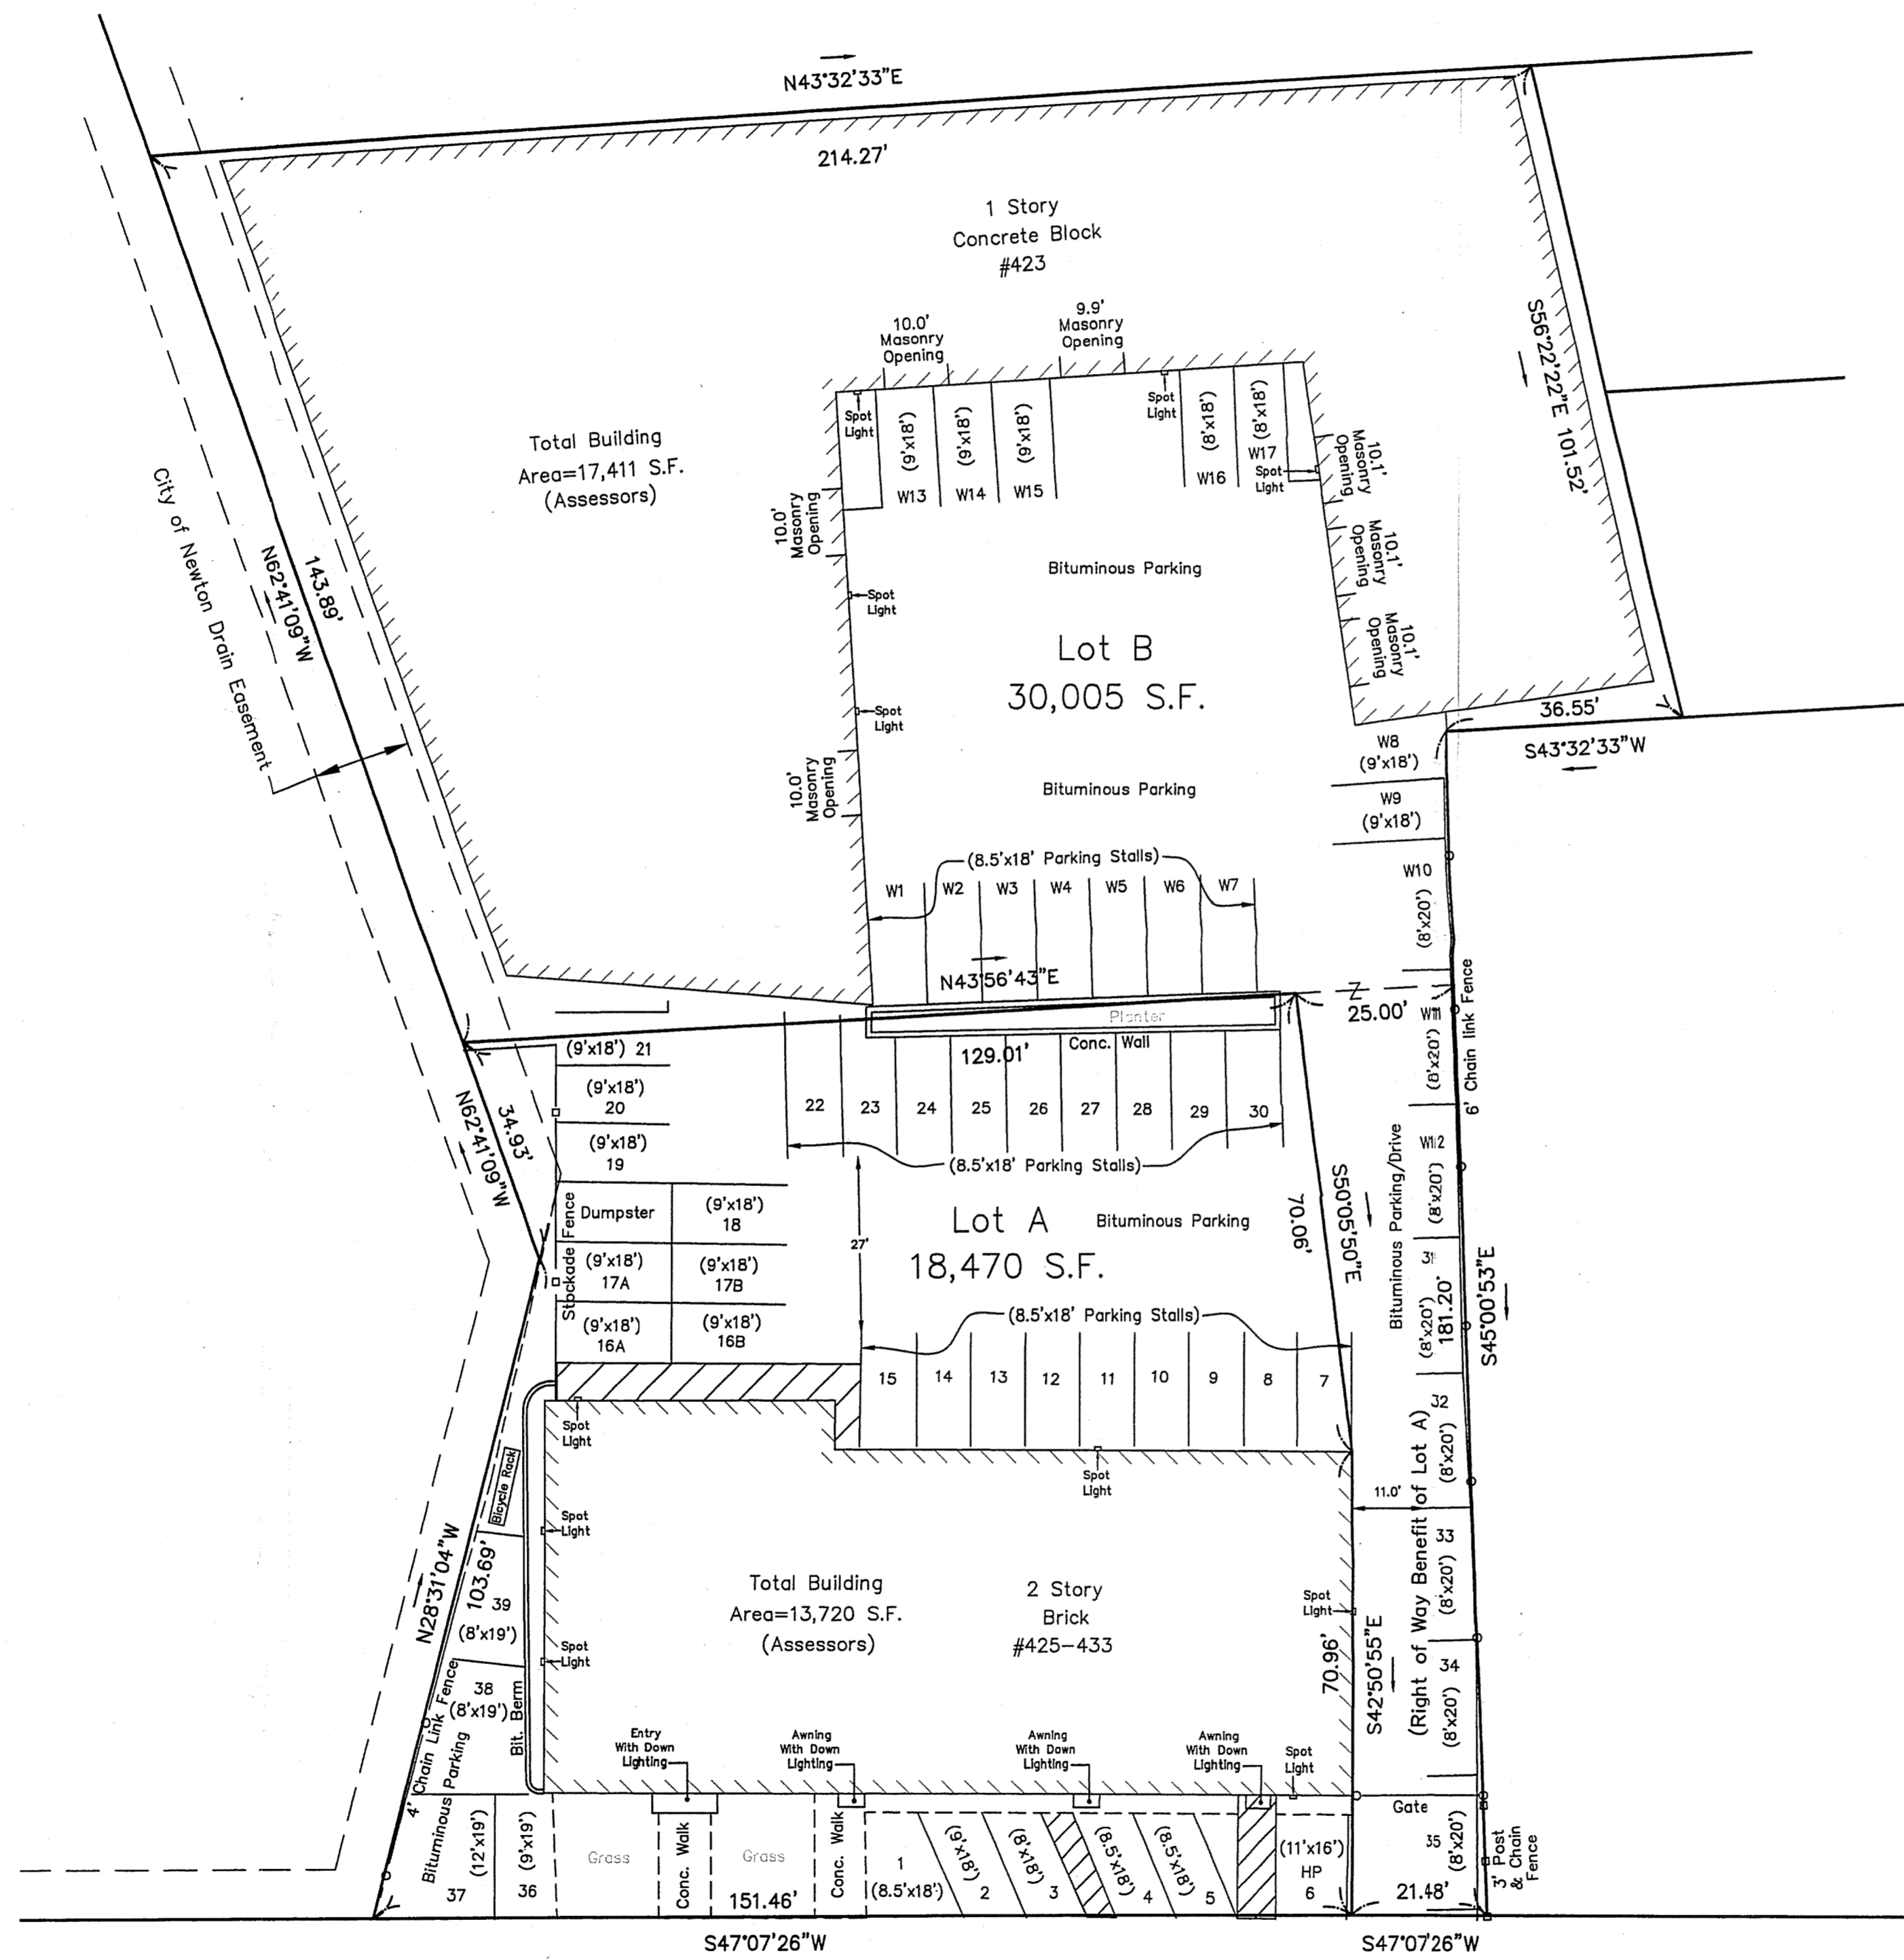 N43°32'33"E
214.27'
1 Story
Concrete Block
#423
10.0'
Masonry
Opening
9.9'
Masonry
Opening
Total Building
Area=17,411 S.F.
(Assessors)
Spot
Light
(9'x18')
W13
(9'x18')
W14
(9'x18')
W15
Spot
Light
(8'x18')
W16
(8'x18')
W17
Spot
Light
10.1'
Masonry
Opening
10.1'
Masonry
Opening
10.1'
Masonry
Opening
S56°22'22"E 101.52'
City of Newton Drain Easement
N62°41'09"W
143.89'
10.0'
Masonry
Opening
Spot
Light
Spot
Light
10.0'
Masonry
Opening
Bituminous Parking
Lot B
30,005 S.F.
Bituminous Parking
36.55'
S43°32'33"W
W8
(9'x18')
W9
(9'x18')
W10
(8'x20')
(8.5'x18' Parking Stalls)
W1
W2
W3
W4
W5
W6
W7
N43°56'43"E
Planter
Conc. Wall
129.01'
Z
25.00'
W11
(8'x20')
6' Chain link Fence
W12
(8'x20')
(9'x18') 21
(9'x18')
20
(9'x18')
19
22
23
24
25
26
27
28
29
30
(8.5'x18' Parking Stalls)
N62°41'09"W
34.93'
Stockade Fence
Dumpster
(9'x18')
18
(9'x18')
17A
(9'x18')
17B
(9'x18')
16A
(9'x18')
16B
27'
Lot A
Bituminous Parking
18,470 S.F.
70.06'
S50°05'50"E
Bituminous Parking/Drive
(Right of Way Benefit of Lot A)
31
(8'x20')
181.20'
S45°00'53"E
(8.5'x18' Parking Stalls)
15
14
13
12
11
10
9
8
7
32
(8'x20')
11.0'
33
(8'x20')
34
(8'x20')
Spot
Light
Spot
Light
Bicycle Rack
Spot
Light
Spot
Light
N28°31'04"W
103.69'
39
(8'x19')
38
(8'x19')
4' Chain Link Fence
Bituminous Parking
Bit. Berm
Total Building
Area=13,720 S.F.
(Assessors)
2 Story
Brick
#425-433
Spot
Light
70.96'
S42°50'55"E
Entry
With Down
Lighting
Awning
With Down
Lighting
Awning
With Down
Lighting
Awning
With Down
Lighting
Spot
Light
Gate
(12'x19')
37
(9'x19')
36
Grass
Conc. Walk
Grass
151.46'
Conc. Walk
1
(8.5'x18')
(9'x18')
2
(8'x18')
3
(8.5'x18')
4
(8.5'x18')
5
(11'x16')
HP
6
35
(8'x20')
21.48'
3' Post
& Chain
Fence
S47°07'26"W
S47°07'26"W